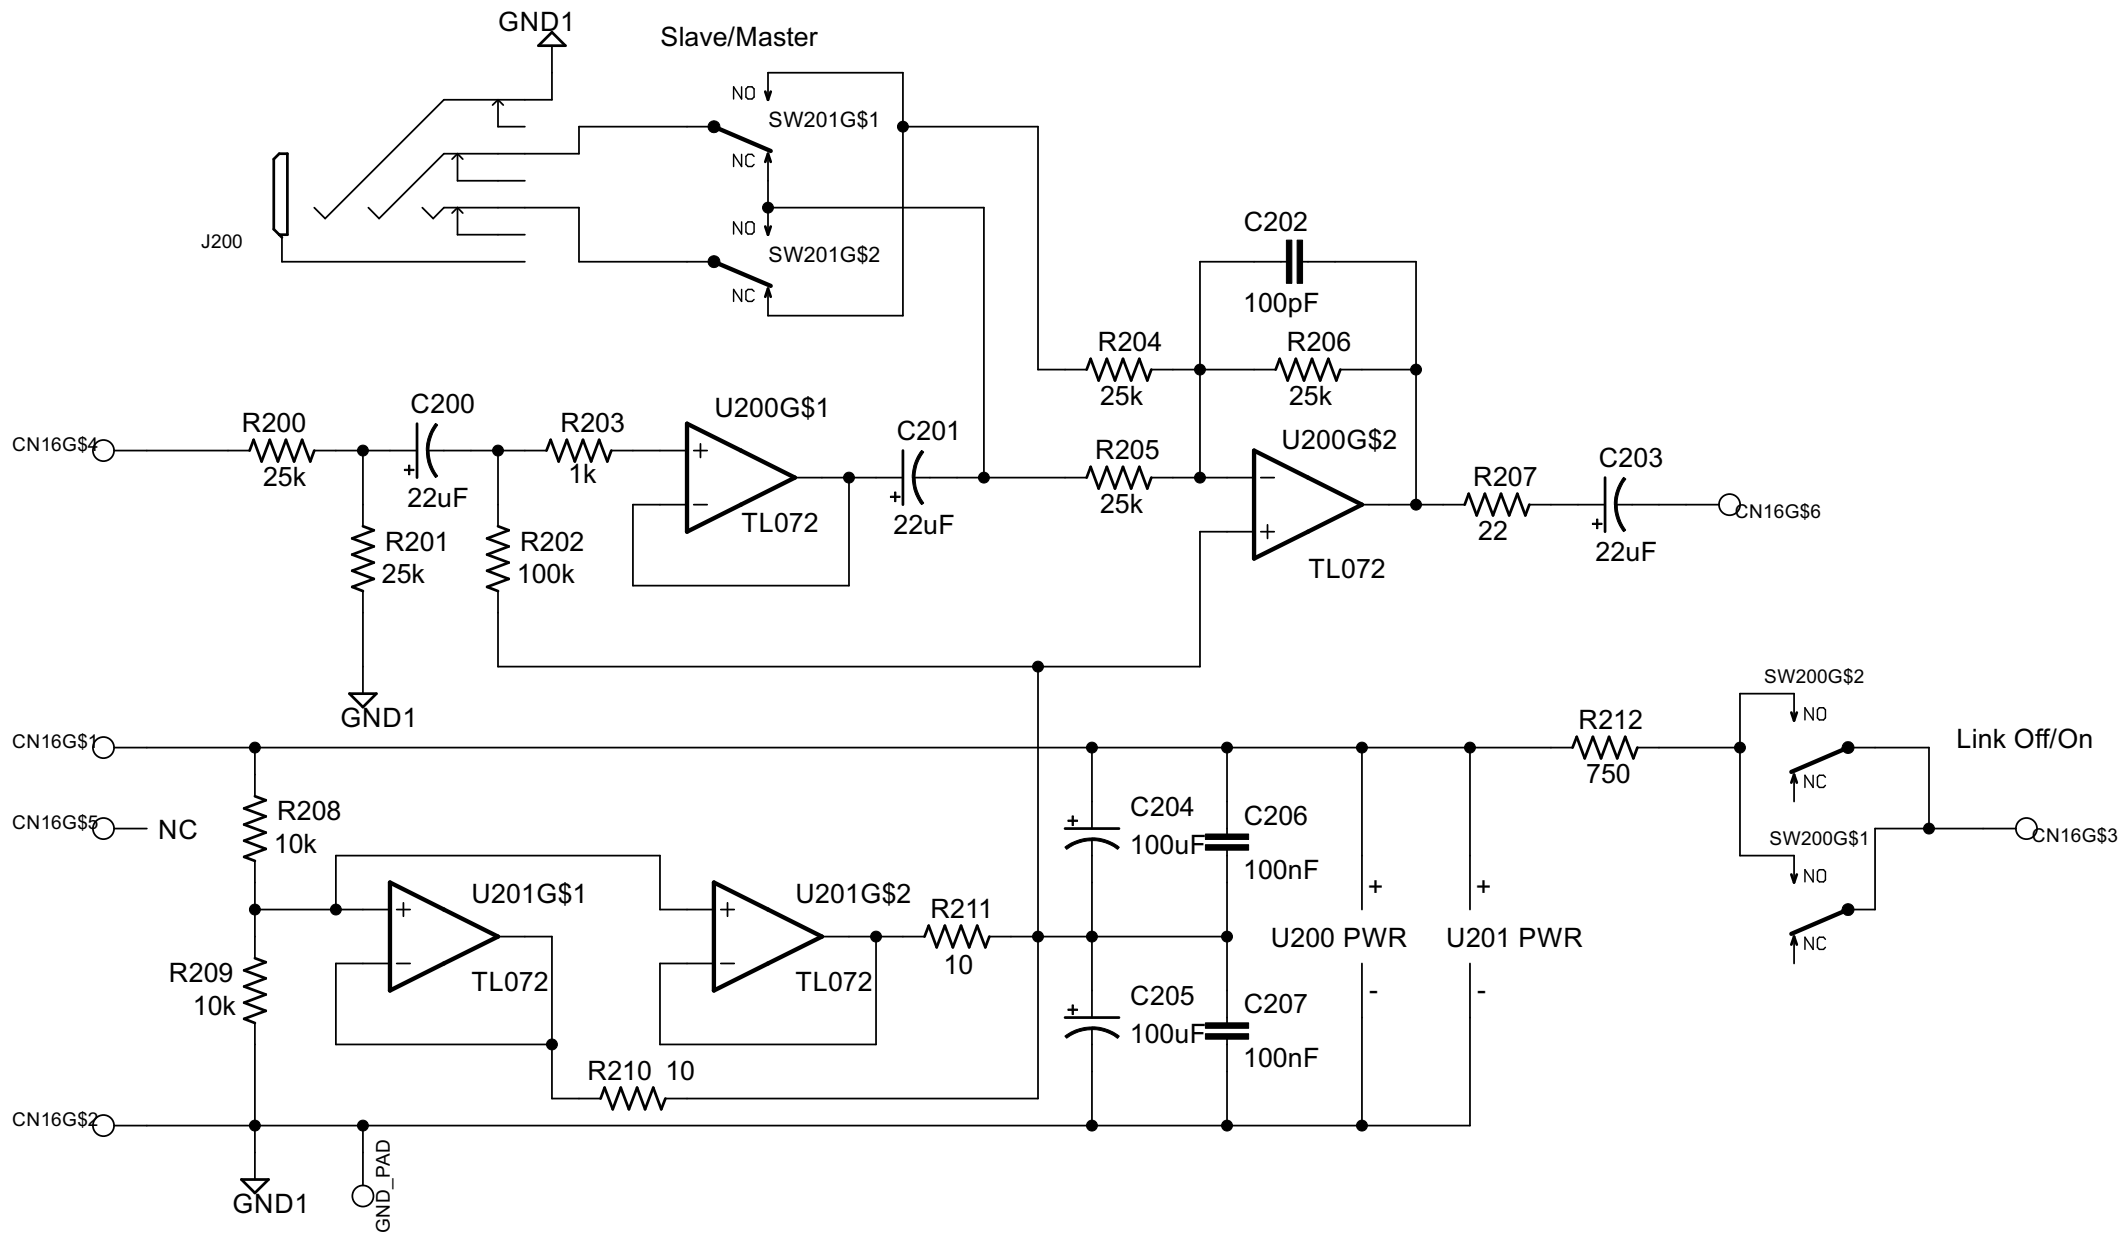 GND1
Slave/Master
NO
SW201G$1
NC
J200
NO
SW201G$2
NC
C202
100pF
R204
25k
R206
25k
CN16G$4
R200
25k
C200
+
22uF
R203
1k
U200G$1
+
-
TL072
C201
+
22uF
R205
25k
U200G$2
-
+
TL072
R207
22
C203
+
22uF
CN16G$6
R201
25k
R202
100k
GND1
CN16G$1
CN16G$5
NC
R208
10k
R209
10k
U201G$1
+
-
TL072
U201G$2
+
-
TL072
R211
10
R210 10
C204
+
100uF
C206
100nF
C205
+
100uF
C207
100nF
+
U200 PWR
-
+
U201 PWR
-
R212
750
SW200G$2
NO
NC
Link Off/On
SW200G$1
NO
NC
CN16G$3
CN16G$2
GND1
GND_PAD